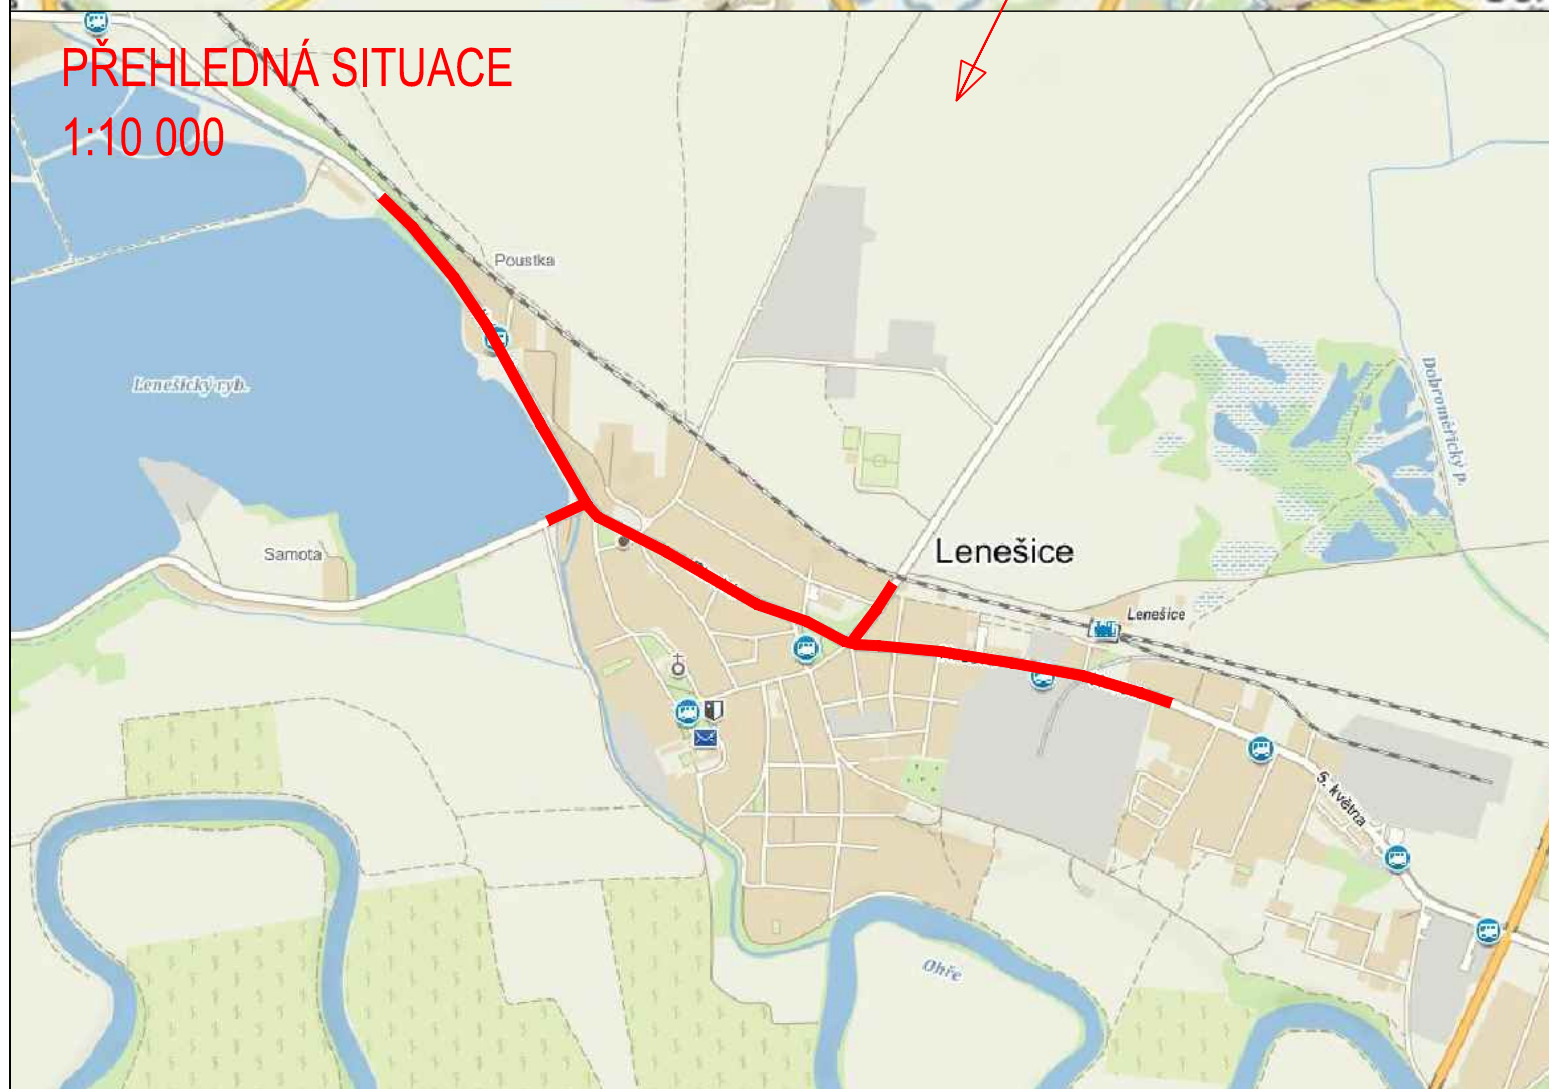 PŘEHLEDNÁ SITUACE
1:10 000
Poustka
Lenešický ryb.
Dobroměřický p.
Samota
Lenešice
Lenešice
5. května
Ohře